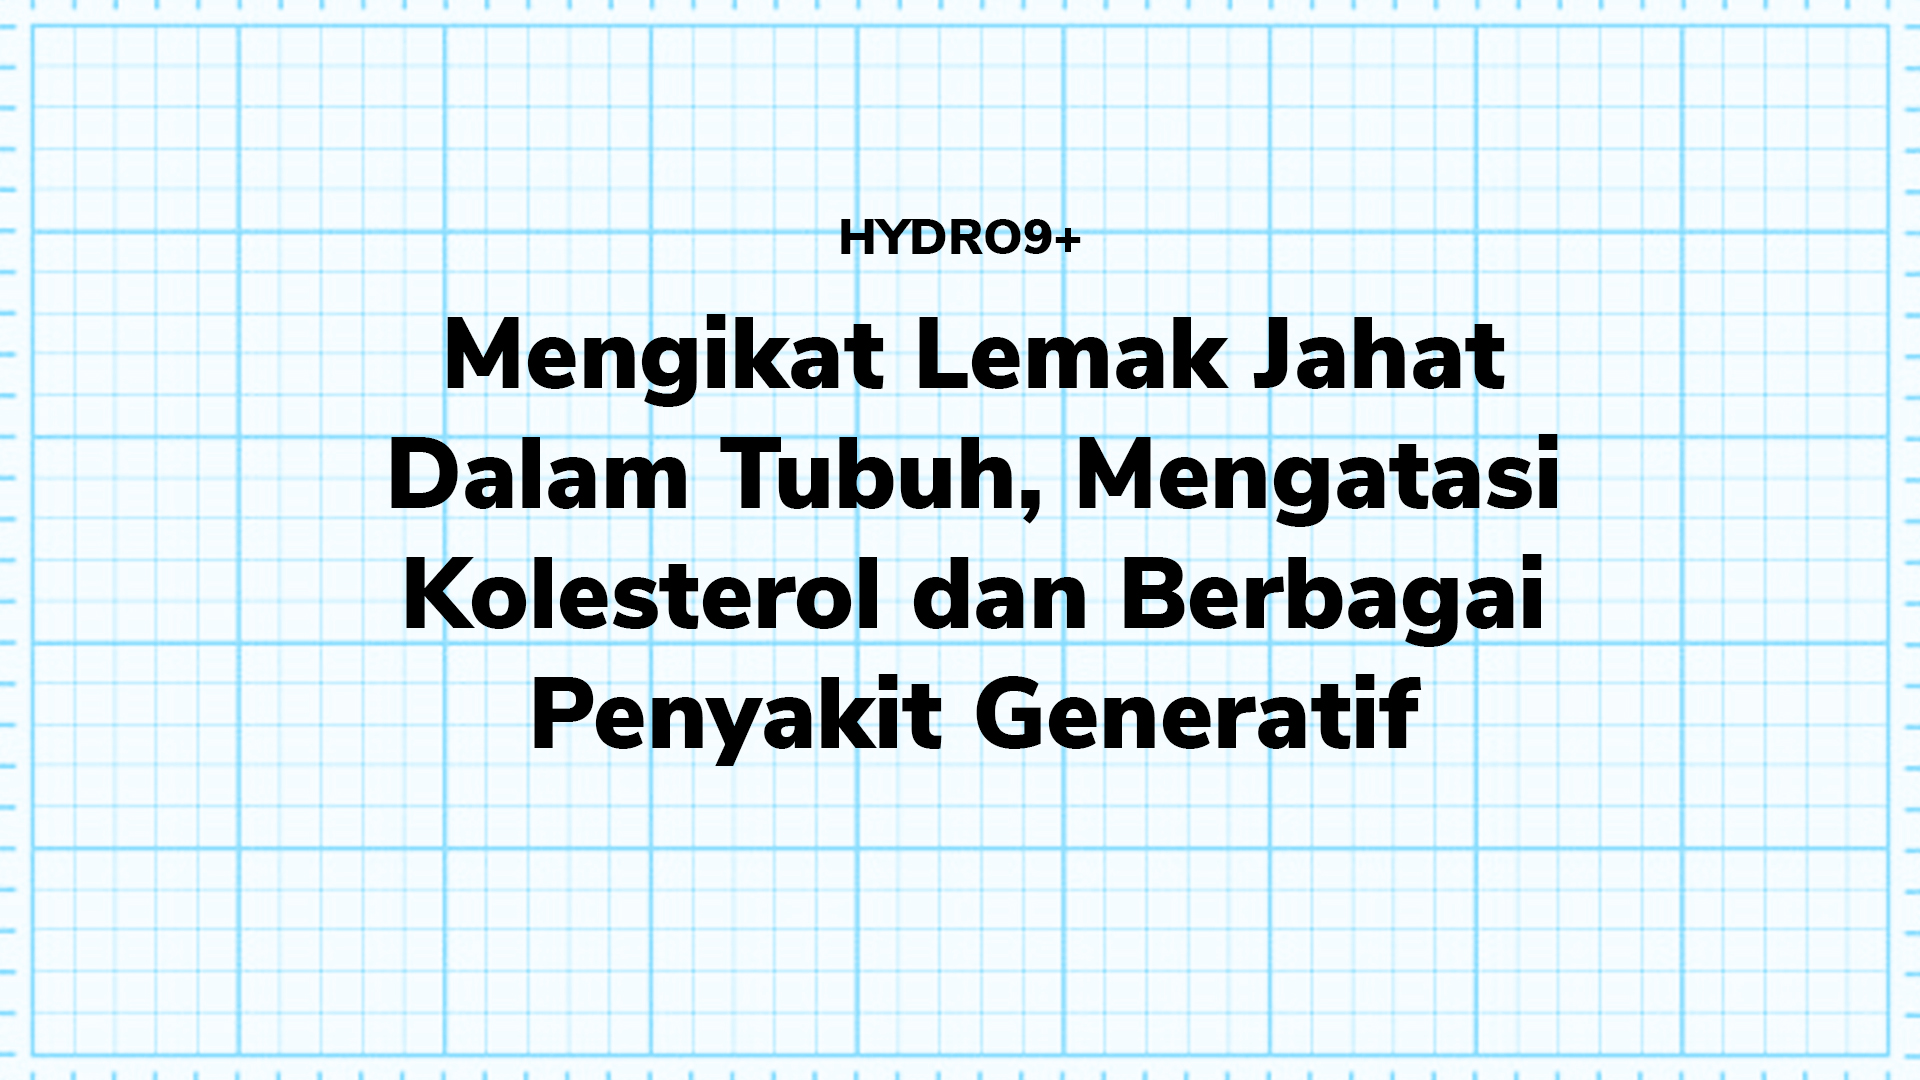 HYDRO9+
Mengikat Lemak Jahat
Dalam Tubuh, Mengatasi
Kolesterol dan Berbagai
Penyakit Generatif